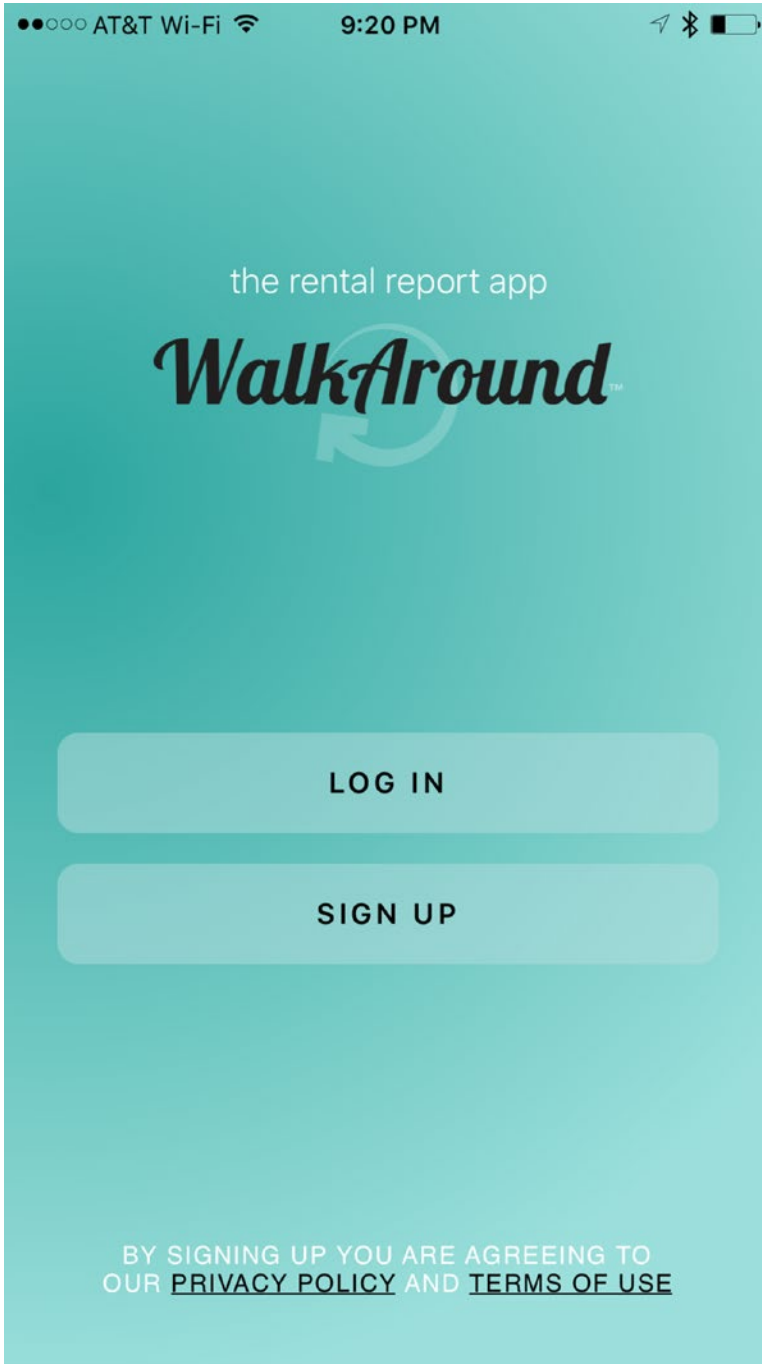 AT&T Wi-Fi 9:20 PM
the rental report app
WalkAround™
LOG IN
SIGN UP
BY SIGNING UP YOU ARE AGREEING TO
OUR PRIVACY POLICY AND TERMS OF USE